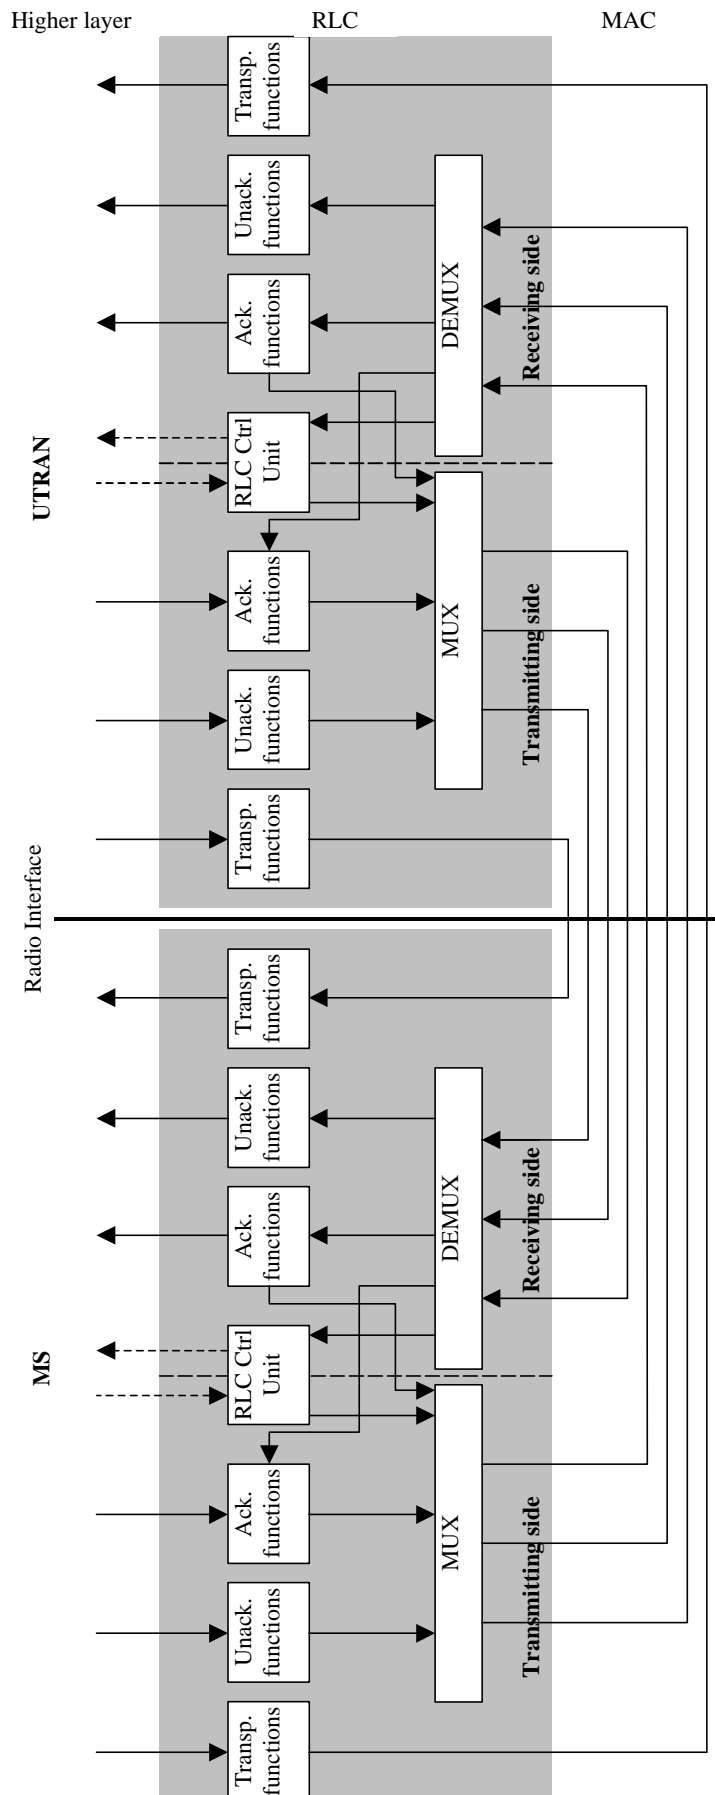 Higher layer
RLC
MAC
UTRAN
Transp.
functions
Unack.
functions
Ack.
functions
RLC Ctrl
Unit
Ack.
functions
Unack.
functions
Transp.
functions
DEMUX
MUX
Receiving side
Transmitting side
Radio Interface
MS
Transp.
functions
Unack.
functions
Ack.
functions
RLC Ctrl
Unit
Ack.
functions
Unack.
functions
Transp.
functions
DEMUX
MUX
Receiving side
Transmitting side